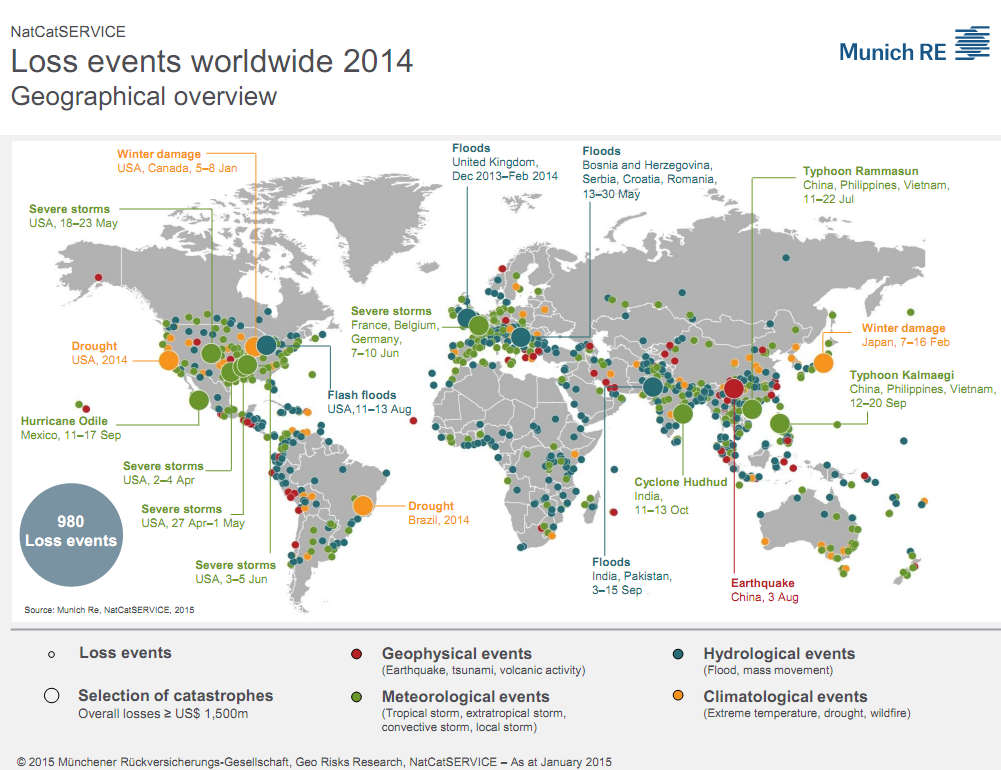 NatCatSERVICE
Loss events worldwide 2014
Geographical overview
Munich RE
Winter damage
USA, Canada, 5–8 Jan
Floods
United Kingdom,
Dec 2013–Feb 2014
Floods
Bosnia and Herzegovina,
Serbia, Croatia, Romania,
13–30 May
Typhoon Rammasun
China, Philippines, Vietnam,
11–22 Jul
Severe storms
USA, 18–23 May
Severe storms
France, Belgium,
Germany,
7–10 Jun
Winter damage
Japan, 7–16 Feb
Drought
USA, 2014
Typhoon Kalmaegi
China, Philippines, Vietnam,
12–20 Sep
Flash floods
USA,11–13 Aug
Hurricane Odile
Mexico, 11–17 Sep
Severe storms
USA, 2–4 Apr
Cyclone Hudhud
India,
11–13 Oct
Drought
Brazil, 2014
Severe storms
USA, 27 Apr–1 May
980
Loss events
Severe storms
USA, 3–5 Jun
Floods
India, Pakistan,
3–15 Sep
Earthquake
China, 3 Aug
Source: Munich Re, NatCatSERVICE, 2015
Loss events
Selection of catastrophes
Overall losses ≥ US$ 1,500m
Geophysical events
(Earthquake, tsunami, volcanic activity)
Meteorological events
(Tropical storm, extratropical storm,
convective storm, local storm)
Hydrological events
(Flood, mass movement)
Climatological events
(Extreme temperature, drought, wildfire)
© 2015 Münchener Rückversicherungs-Gesellschaft, Geo Risks Research, NatCatSERVICE – As at January 2015